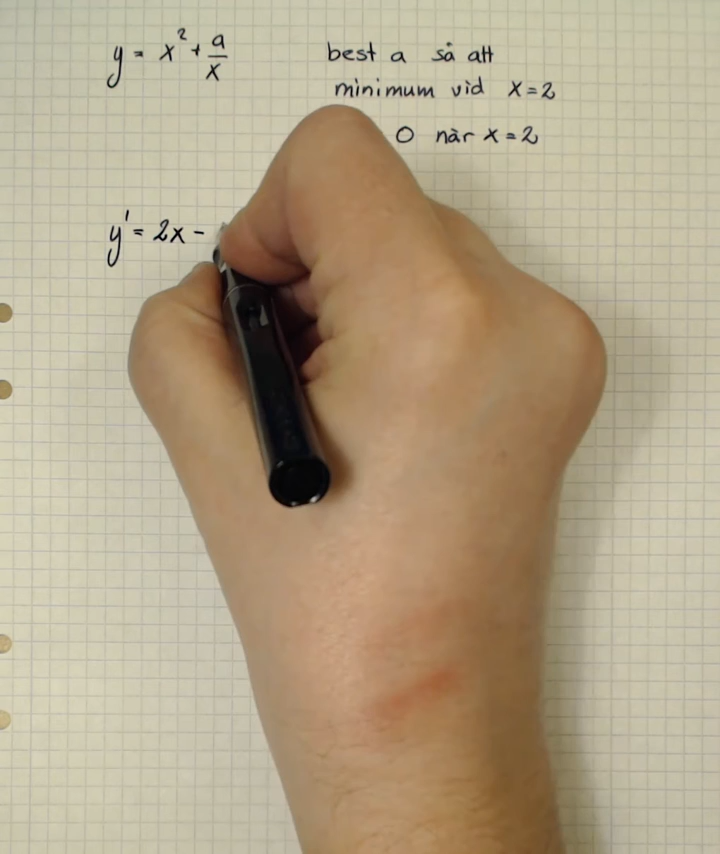 y = x² + a/x
best a så att
minimum vid x=2
0 när x=2
y' = 2x -